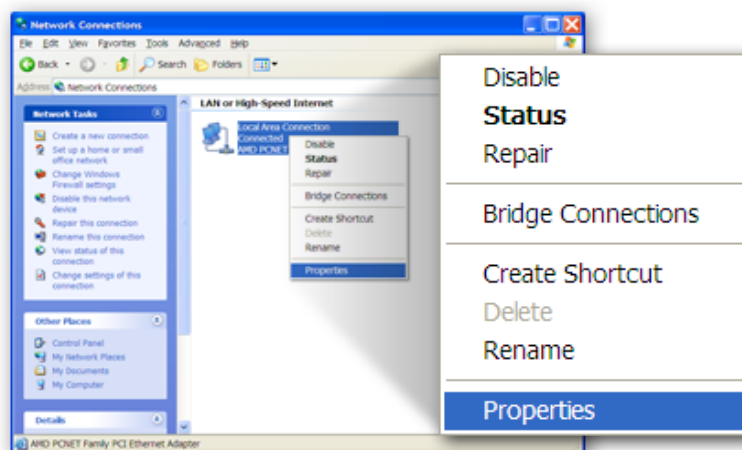 Network Connections
File Edit View Favorites Tools Advanced Help
Back Search Folders
Address Network Connections
Network Tasks
Create a new connection
Set up a home or small
office network
Change Windows
Firewall settings
Disable this network
device
Repair this connection
Rename this connection
View status of this
connection
Change settings of this
connection
Other Places
Control Panel
My Network Places
My Documents
My Computer
Details
LAN or High-Speed Internet
Local Area Connection
Connected
AMD PCNET
Disable
Status
Repair
Bridge Connections
Create Shortcut
Delete
Rename
Properties
AMD PCNET Family PCI Ethernet Adapter
Disable
Status
Repair
Bridge Connections
Create Shortcut
Delete
Rename
Properties